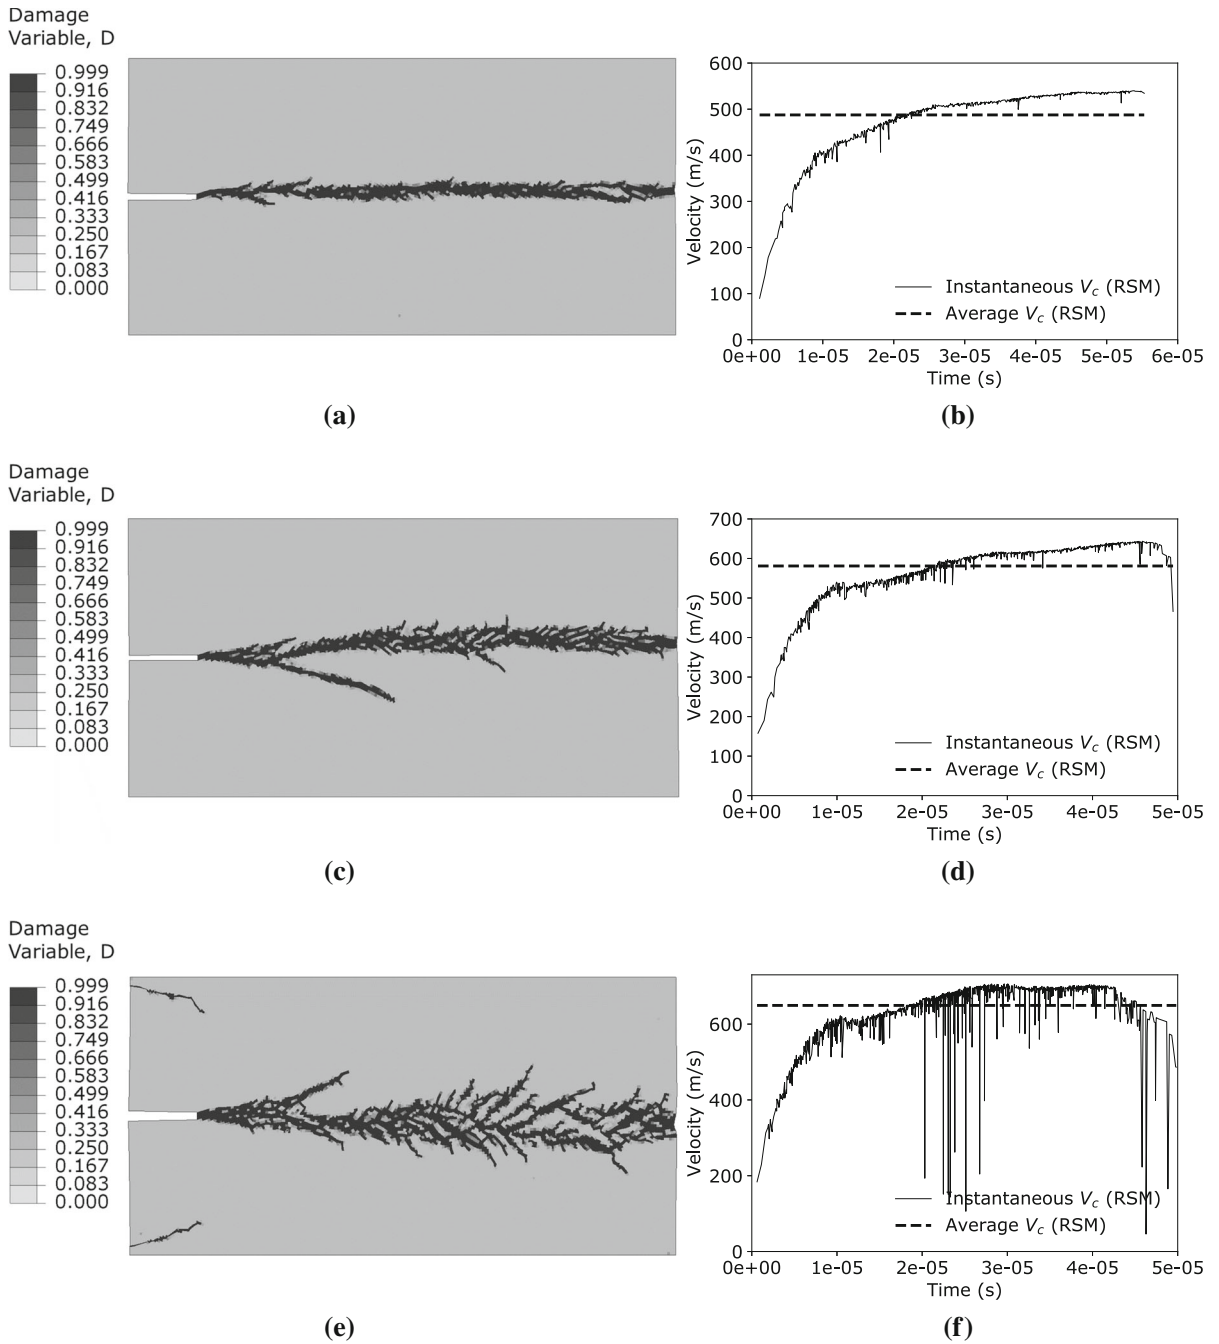 Damage
Variable, D
0.999
0.916
0.832
0.749
0.666
0.583
0.499
0.416
0.333
0.250
0.167
0.083
0.000
(a)
600
500
400
300
200
100
0
Velocity (m/s)
Instantaneous V_c (RSM)
Average V_c (RSM)
0e+00 1e-05 2e-05 3e-05 4e-05 5e-05 6e-05
Time (s)
(b)
Damage
Variable, D
0.999
0.916
0.832
0.749
0.666
0.583
0.499
0.416
0.333
0.250
0.167
0.083
0.000
(c)
700
600
500
400
300
200
100
0
Velocity (m/s)
Instantaneous V_c (RSM)
Average V_c (RSM)
0e+00 1e-05 2e-05 3e-05 4e-05 5e-05
Time (s)
(d)
Damage
Variable, D
0.999
0.916
0.832
0.749
0.666
0.583
0.499
0.416
0.333
0.250
0.167
0.083
0.000
(e)
600
400
200
0
Velocity (m/s)
Instantaneous V_c (RSM)
Average V_c (RSM)
0e+00 1e-05 2e-05 3e-05 4e-05 5e-05
Time (s)
(f)